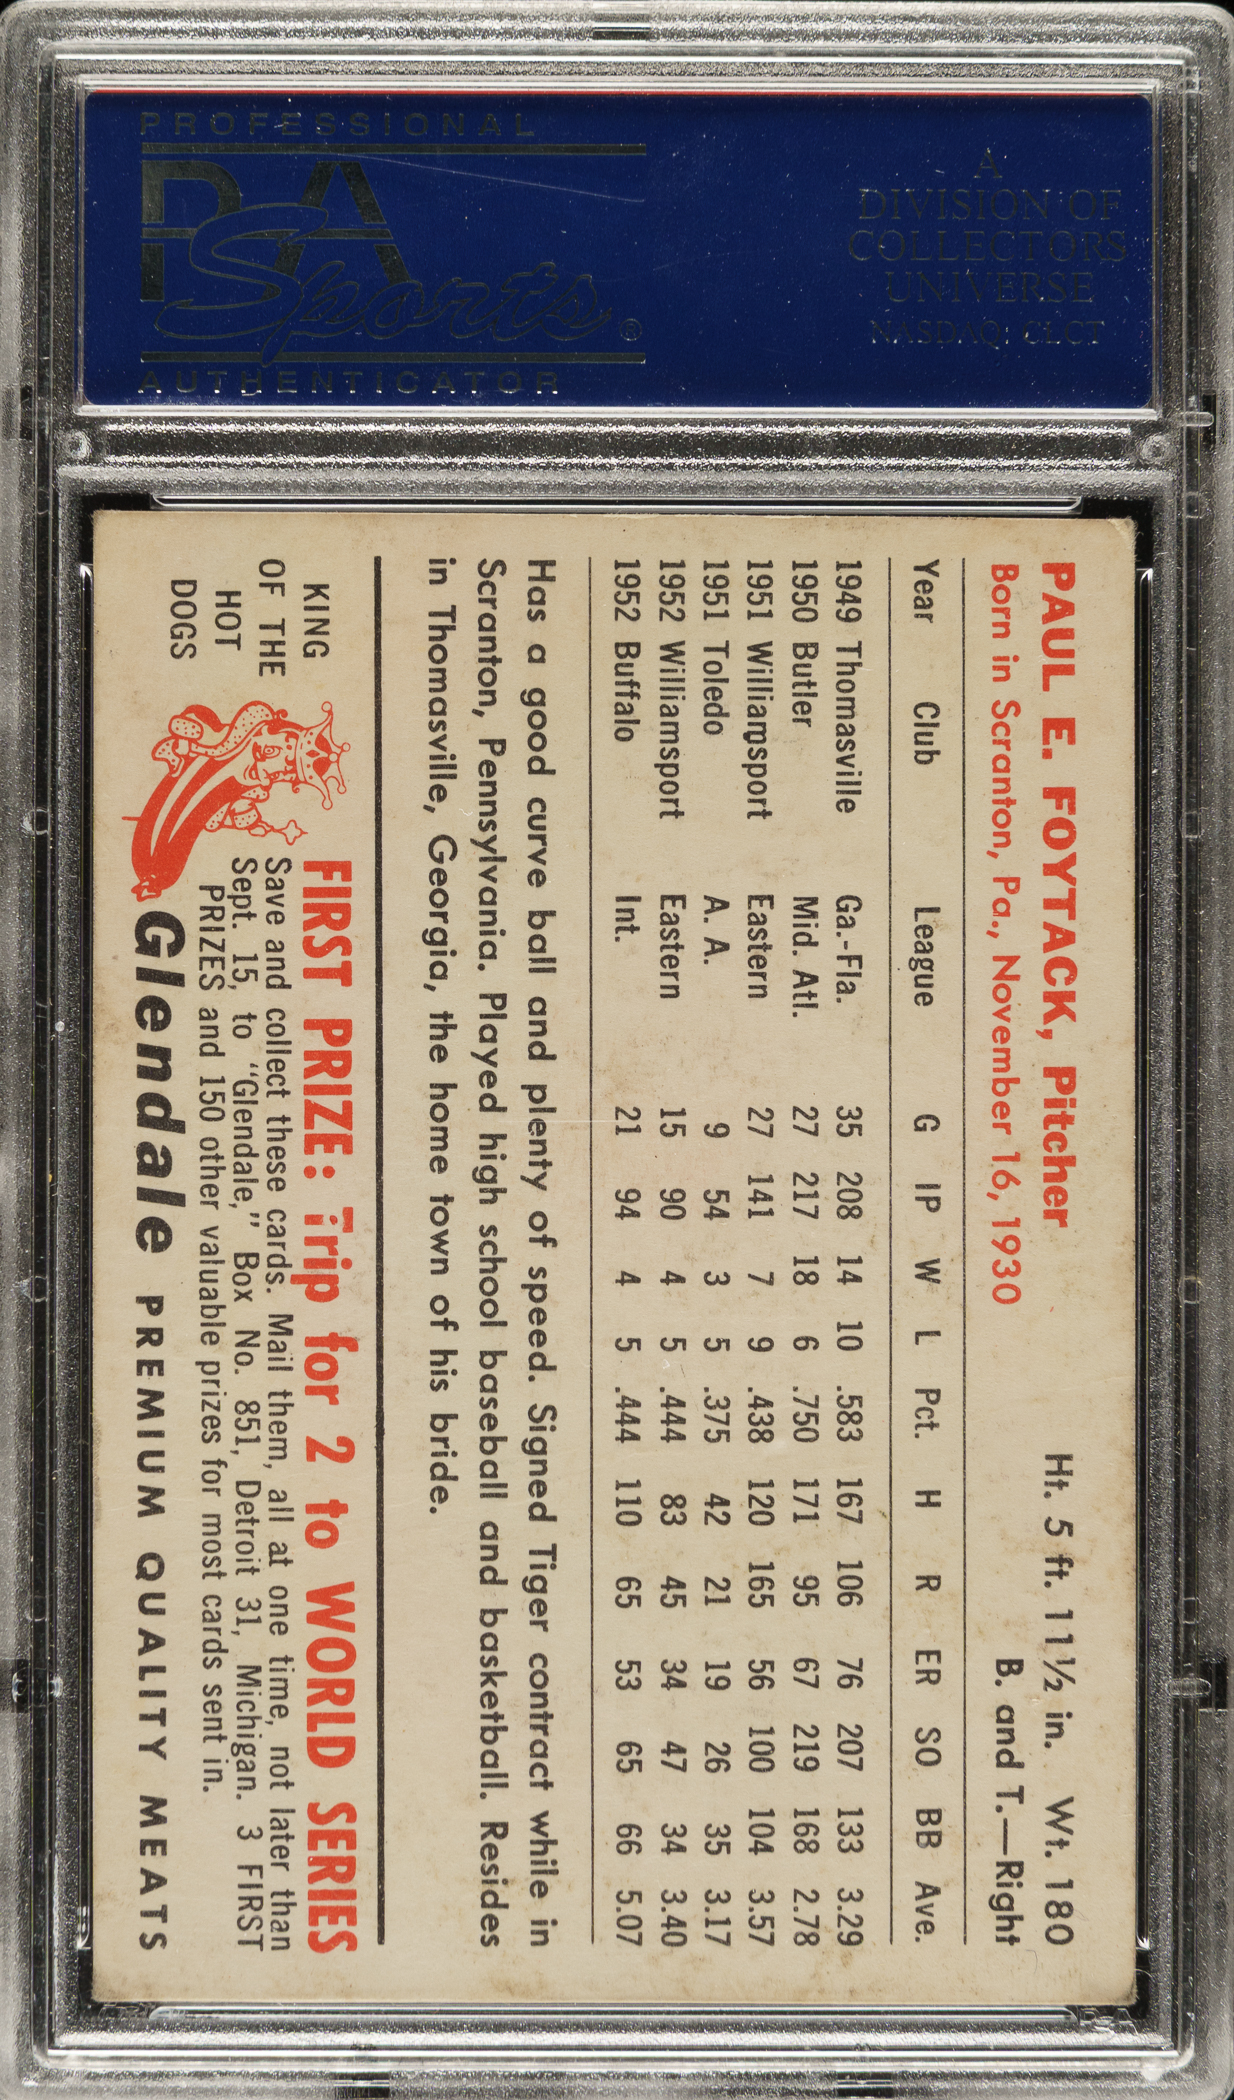 PROFESSIONAL
PSA
Sports®
AUTHENTICATOR
A
DIVISION OF
COLLECTORS
UNIVERSE
NASDAQ: CLCT
PAUL E. FOYTACK, Pitcher Ht. 5 ft. 11½ in. Wt. 180
Born in Scranton, Pa., November 16, 1930 B. and T.—Right
Year Club League G IP W L Pct. H R ER SO BB Ave.
1949 Thomasville Ga.-Fla. 35 208 14 10 .583 167 106 76 207 133 3.29
1950 Butler Mid. Atl. 27 217 18 6 .750 171 95 67 219 168 2.78
1951 Williamsport Eastern 27 141 7 9 .438 120 165 56 100 104 3.57
1951 Toledo A. A. 9 54 3 5 .375 42 21 19 26 35 3.17
1952 Williamsport Eastern 15 90 4 5 .444 83 45 34 47 34 3.40
1952 Buffalo Int. 21 94 4 5 .444 110 65 53 65 66 5.07
Has a good curve ball and plenty of speed. Signed Tiger contract while in
Scranton, Pennsylvania. Played high school baseball and basketball. Resides
in Thomasville, Georgia, the home town of his bride.
KING
OF THE
HOT
DOGS
FIRST PRIZE: Trip for 2 to WORLD SERIES
Save and collect these cards. Mail them, all at one time, not later than
Sept. 15, to "Glendale," Box No. 851, Detroit 31, Michigan. 3 FIRST
PRIZES and 150 other valuable prizes for most cards sent in.
Glendale PREMIUM QUALITY MEATS